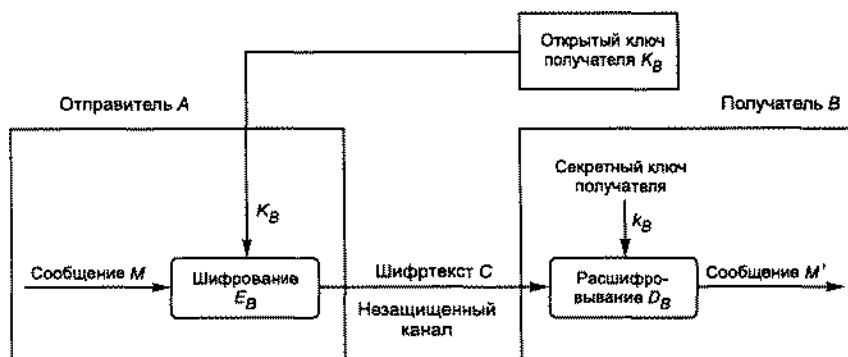 Открытый ключ
получателя K_B
Отправитель A
Получатель B
Секретный ключ
получателя
K_B
k_B
Сообщение M
Шифрование
E_B
Шифртекст C
Незащищенный
канал
Расшифро-
вывание D_B
Сообщение M'